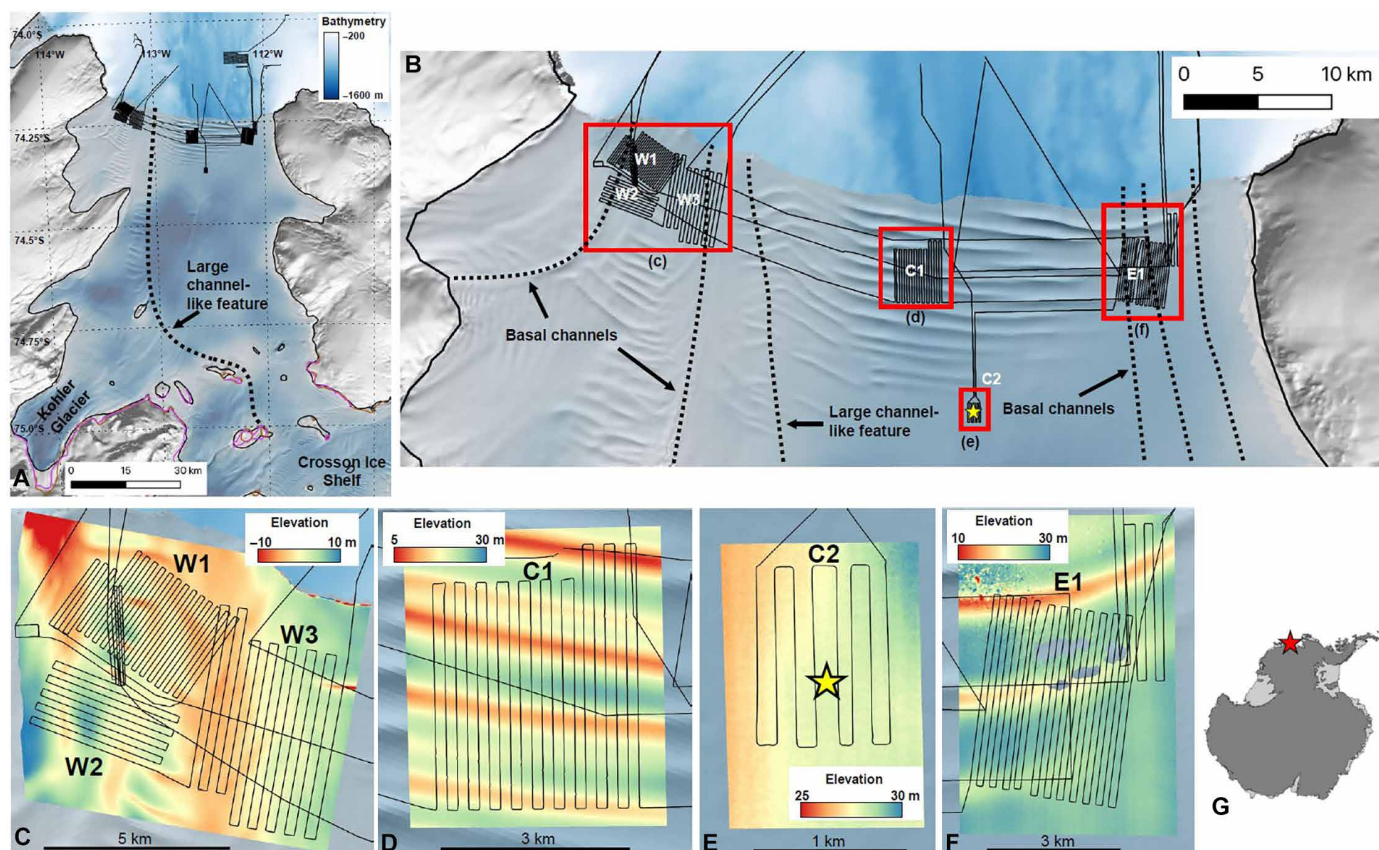 74.0°S
114°W
113°W
112°W
Bathymetry
–200
–1600 m
74.25°S
74.5°S
Large
channel-
like feature
74.75°S
Kohler
Glacier
75.0°S
Crosson Ice
Shelf
0 15 30 km
A
B
0 5 10 km
W1
W2
W3
(c)
C1
(d)
E1
(f)
Basal channels
C2
Large channel-
like feature
(e)
Basal channels
Elevation
–10 10 m
W1
W3
W2
C
5 km
Elevation
5 30 m
C1
D
3 km
C2
Elevation
25 30 m
E
1 km
Elevation
10 30 m
E1
F
3 km
G